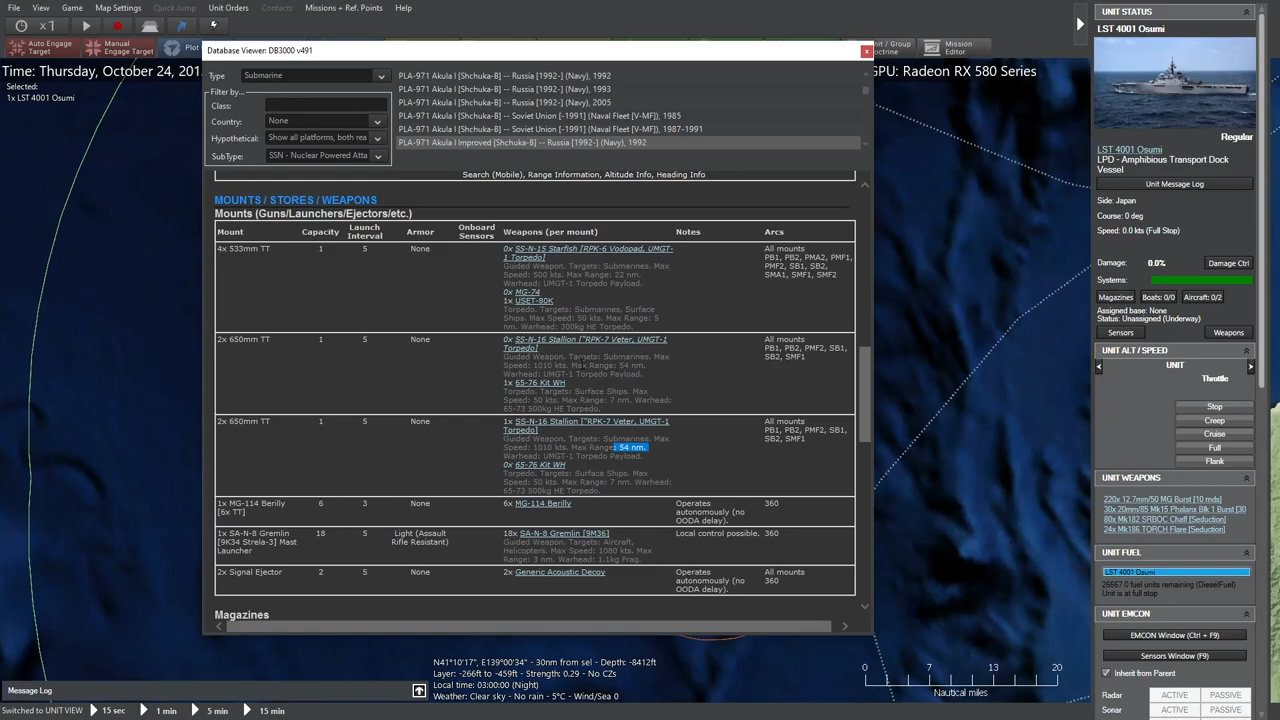 File View Game Map Settings Quick Jump Unit Orders Contacts Missions + Ref. Points Help
x1
Auto Engage Target
Manual Engage Target
Plot
Unit / Group Doctrine
Mission Editor
Time: Thursday, October 24, 201
GPU: Radeon RX 580 Series
Selected:
1x LST 4001 Osumi
Database Viewer: DB3000 v491
x
Type Submarine
Filter by...
Class:
Country: None
Hypothetical: Show all platforms, both rea
SubType: SSN - Nuclear Powered Atta
PLA-971 Akula I [Shchuka-B] -- Russia [1992-] (Navy), 1992
PLA-971 Akula I [Shchuka-B] -- Russia [1992-] (Navy), 1993
PLA-971 Akula I [Shchuka-B] -- Russia [1992-] (Navy), 2005
PLA-971 Akula I [Shchuka-B] -- Soviet Union [-1991] (Naval Fleet [V-MF]), 1985
PLA-971 Akula I [Shchuka-B] -- Soviet Union [-1991] (Naval Fleet [V-MF]), 1987-1991
PLA-971 Akula I Improved [Shchuka-B] -- Russia [1992-] (Navy), 1992
Search (Mobile), Range Information, Altitude Info, Heading Info
MOUNTS / STORES / WEAPONS
Mounts (Guns/Launchers/Ejectors/etc.)
Mount Capacity Launch Interval Armor Onboard Sensors Weapons (per mount) Notes Arcs
4x 533mm TT 1 5 None
0x SS-N-15 Starfish [RPK-6 Vodopad, UMGT-
1 Torpedo]
Guided Weapon. Targets: Submarines. Max
Speed: 500 kts. Max Range: 22 nm.
Warhead: UMGT-1 Torpedo Payload.
0x MG-74
1x USET-80K
Torpedo. Targets: Submarines, Surface
Ships. Max Speed: 50 kts. Max Range: 5
nm. Warhead: 300kg HE Torpedo.
All mounts
PB1, PB2, PMA2, PMF1,
PMF2, SB1, SB2,
SMA1, SMF1, SMF2
2x 650mm TT 1 5 None
0x SS-N-16 Stallion ["RPK-7 Veter, UMGT-1
Torpedo]
Guided Weapon. Targets: Submarines. Max
Speed: 1010 kts. Max Range: 54 nm.
Warhead: UMGT-1 Torpedo Payload.
1x 65-76 Kit WH
Torpedo. Targets: Surface Ships. Max
Speed: 50 kts. Max Range: 7 nm. Warhead:
65-73 500kg HE Torpedo.
All mounts
PB1, PB2, PMF2, SB1,
SB2, SMF1
2x 650mm TT 1 5 None
1x SS-N-16 Stallion ["RPK-7 Veter, UMGT-1
Torpedo]
Guided Weapon. Targets: Submarines. Max
Speed: 1010 kts. Max Range: 54 nm.
Warhead: UMGT-1 Torpedo Payload.
0x 65-76 Kit WH
Torpedo. Targets: Surface Ships. Max
Speed: 50 kts. Max Range: 7 nm. Warhead:
65-73 500kg HE Torpedo.
All mounts
PB1, PB2, PMF2, SB1,
SB2, SMF1
1x MG-114 Berilly
[6x TT]
6 3 None 6x MG-114 Berilly
Operates
autonomously (no
OODA delay).
360
1x SA-N-8 Gremlin
[9K34 Strela-3] Mast
Launcher
18 5
Light (Assault
Rifle Resistant)
18x SA-N-8 Gremlin [9M36]
Guided Weapon. Targets: Aircraft,
Helicopters. Max Speed: 1080 kts. Max
Range: 3 nm. Warhead: 1.1kg Frag.
Local control possible. 360
2x Signal Ejector 2 5 None 2x Generic Acoustic Decoy
Operates
autonomously (no
OODA delay).
All mounts
360
Magazines
N41°10'17", E139°00'34" - 30nm from sel - Depth: -8412ft
Layer: -266ft to -459ft - Strength: 0.29 - No CZs
Local time: 03:00:00 (Night)
Weather: Clear sky - No rain - 5°C - Wind/Sea 0
0 7 13 20
Nautical miles
Message Log
Switched to UNIT VIEW 15 sec 1 min 5 min 15 min
UNIT STATUS
LST 4001 Osumi
Regular
LST 4001 Osumi
LPD - Amphibious Transport Dock
Vessel
Unit Message Log
Side: Japan
Course: 0 deg
Speed: 0.0 kts (Full Stop)
Damage: 0.0% Damage Ctrl
Systems:
Magazines Boats: 0/0 Aircraft: 0/2
Assigned base: None
Status: Unassigned (Underway)
Sensors Weapons
UNIT ALT / SPEED
UNIT
Throttle
Stop
Creep
Cruise
Full
Flank
UNIT WEAPONS
220x 12.7mm/50 MG Burst [10 rnds]
30x 20mm/85 Mk15 Phalanx Blk 1 Burst [30
80x Mk182 SRBOC Chaff [Seduction]
24x Mk186 TORCH Flare [Seduction]
UNIT FUEL
LST 4001 Osumi
26667.0 fuel units remaining (DieselFuel)
Unit is at full stop
UNIT EMCON
EMCON Window (Ctrl + F9)
Sensors Window (F9)
Inherit from Parent
Radar ACTIVE PASSIVE
Sonar ACTIVE PASSIVE